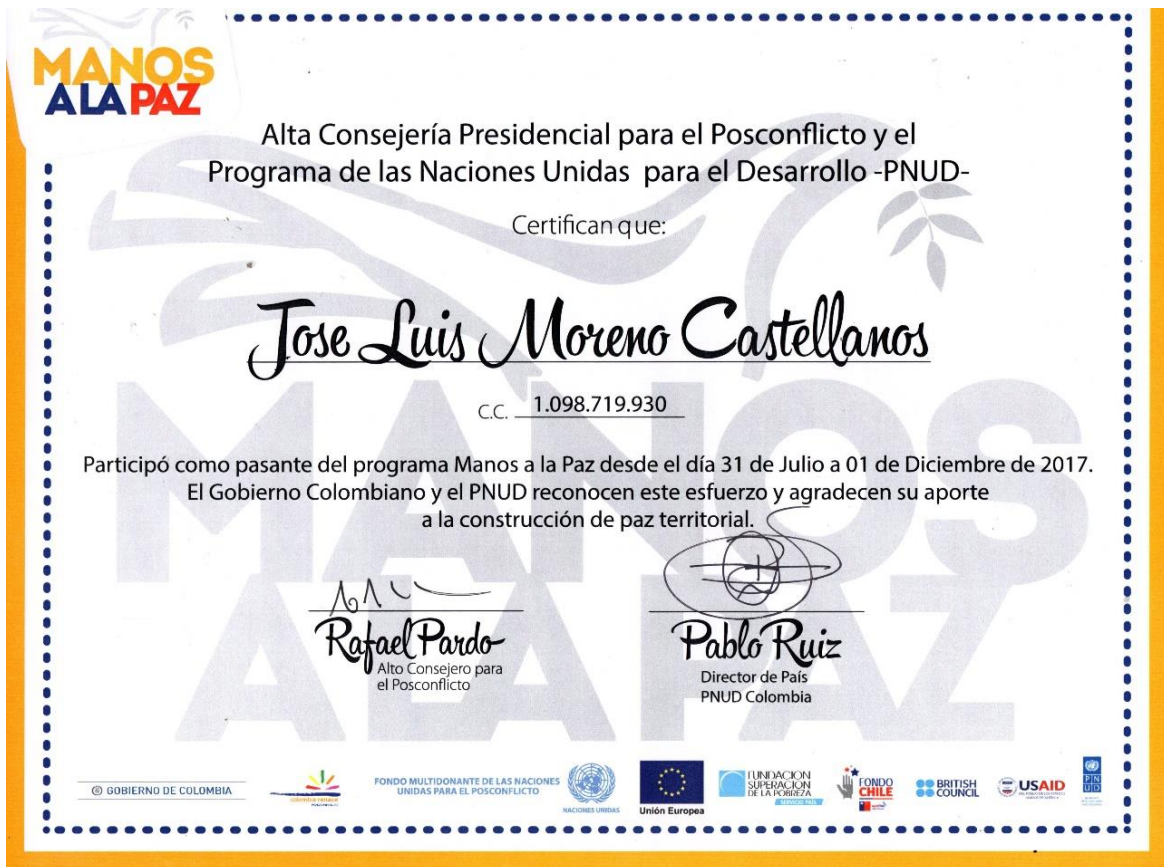 MANOS
A LA PAZ
Alta Consejería Presidencial para el Posconflicto y el
Programa de las Naciones Unidas para el Desarrollo -PNUD-
Certifican que:
Jose Luis Moreno Castellanos
C.C. 1.098.719.930
Participó como pasante del programa Manos a la Paz desde el día 31 de Julio a 01 de Diciembre de 2017.
El Gobierno Colombiano y el PNUD reconocen este esfuerzo y agradecen su aporte
a la construcción de paz territorial.
MANOS
A LA PAZ
Rafael Pardo
Alto Consejero para
el Posconflicto
Pablo Ruiz
Director de País
PNUD Colombia
GOBIERNO DE COLOMBIA
colombia renace
FONDO MULTIDONANTE DE LAS NACIONES
UNIDAS PARA EL POSCONFLICTO
NACIONES UNIDAS
Unión Europea
FUNDACION
SUPERACION
DE LA POBREZA
SERVICIO PAÍS
FONDO
CHILE
BRITISH
COUNCIL
USAID
P N
U D